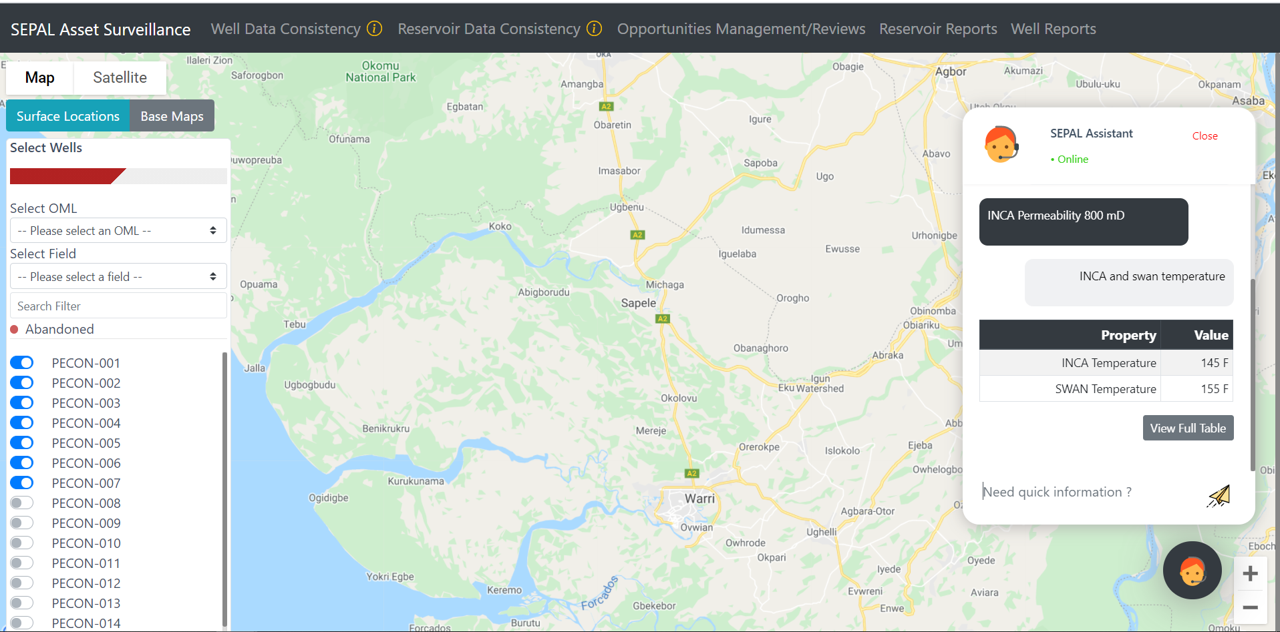 SEPAL Asset Surveillance Well Data Consistency Reservoir Data Consistency Opportunities Management/Reviews Reservoir Reports Well Reports
Map Satellite
Surface Locations Base Maps
Select Wells
Select OML
-- Please select an OML --
Select Field
-- Please select a field --
Search Filter
Abandoned
PECON-001
PECON-002
PECON-003
PECON-004
PECON-005
PECON-006
PECON-007
PECON-008
PECON-009
PECON-010
PECON-011
PECON-012
PECON-013
PECON-014
Ilaleri Zion
Saforogbon
Okomu
National Park
Amangba
Obagie
Agbor
Akumazi
Ubulu-uku
Okpanam
Asaba
Egbatan
A2
Obaretin
Igure
Ofunama
Sapoba
Abavo
Imasabor
Ugo
Ugbenu
Koko
A2
Idumessa
Urhonigbe
Iguelaba
Ewusse
Opuama
Abigborudu
Michaga
Sapele
Orogho
Obinomba
Obiariku
Tebu
A2
Obanoghoro
Abraka
Jalla
Ugbogbudu
Igun
Eku Watershed
Okolovu
Benikrukru
Mereje
Orerokpe
Islokolo
Ejeba
Owhelogbo
Kurukunama
A2
Ogidigbe
Warri
Agbara-Otor
Ovwian
Ughelli
Owhrode
Okpari
Iyede
Oyede
Yokri Egbe
Keremo
Forcados
Evwreni
Aviara
Enwe
Gbekebor
Burutu
Forcados
Omoku
SEPAL Assistant
Close
• Online
INCA Permeability 800 mD
INCA and swan temperature
Property Value
INCA Temperature 145 F
SWAN Temperature 155 F
View Full Table
Need quick information ?
+
−